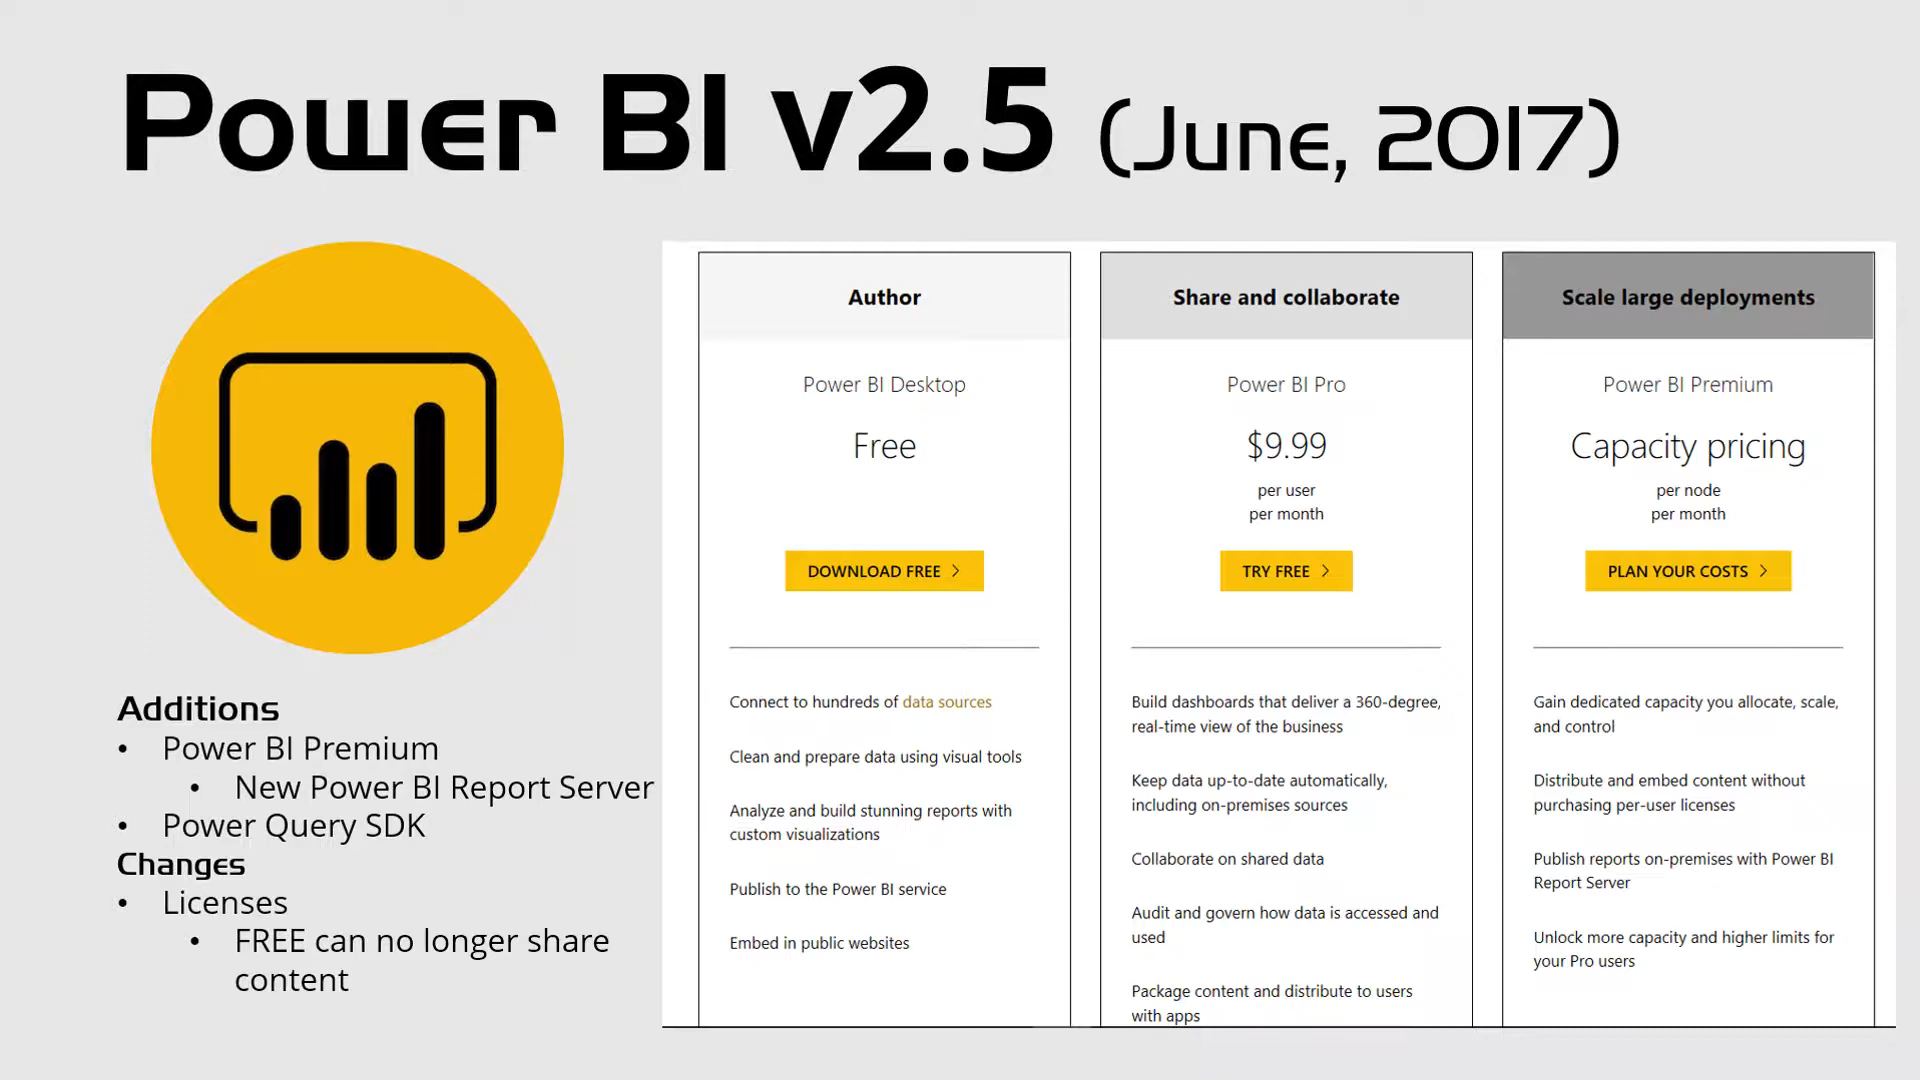 Power BI v2.5 (June, 2017)
Additions
• Power BI Premium
• New Power BI Report Server
• Power Query SDK
Changes
• Licenses
• FREE can no longer share
content
Author
Power BI Desktop
Free
DOWNLOAD FREE >
Connect to hundreds of data sources
Clean and prepare data using visual tools
Analyze and build stunning reports with
custom visualizations
Publish to the Power BI service
Embed in public websites
Share and collaborate
Power BI Pro
$9.99
per user
per month
TRY FREE >
Build dashboards that deliver a 360-degree,
real-time view of the business
Keep data up-to-date automatically,
including on-premises sources
Collaborate on shared data
Audit and govern how data is accessed and
used
Package content and distribute to users
with apps
Scale large deployments
Power BI Premium
Capacity pricing
per node
per month
PLAN YOUR COSTS >
Gain dedicated capacity you allocate, scale,
and control
Distribute and embed content without
purchasing per-user licenses
Publish reports on-premises with Power BI
Report Server
Unlock more capacity and higher limits for
your Pro users